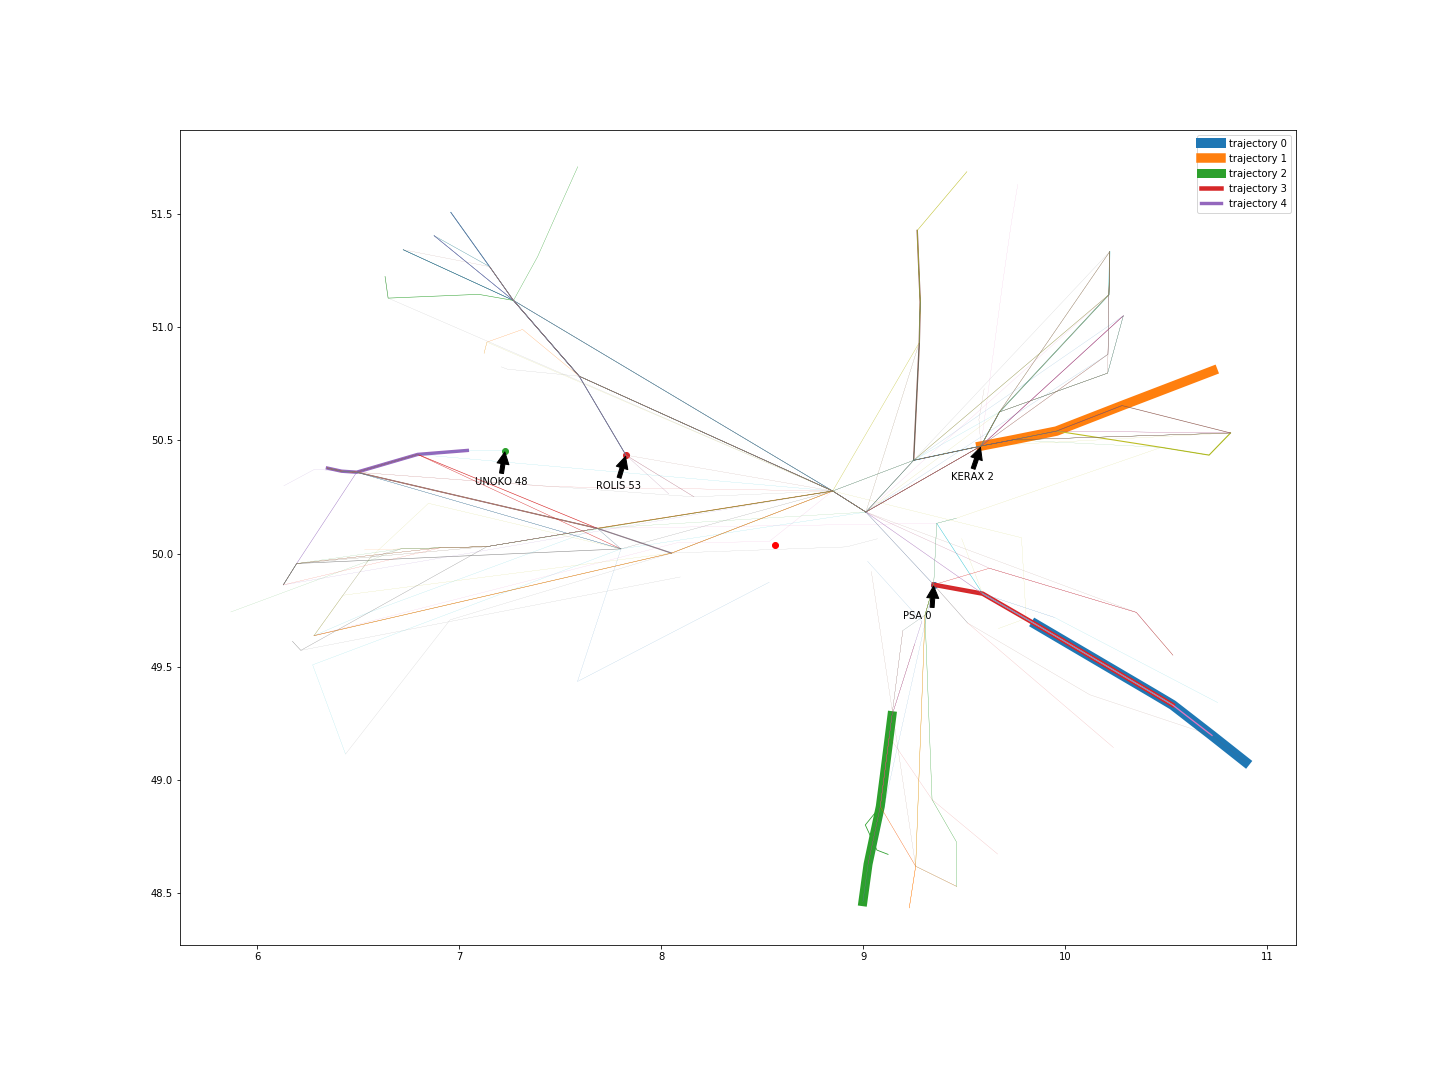 trajectory 0
trajectory 1
trajectory 2
trajectory 3
trajectory 4
51.5
51.0
50.5
50.0
49.5
49.0
48.5
UNOKO 48
ROLIS 53
KERAX 2
PSA 0
6
7
8
9
10
11